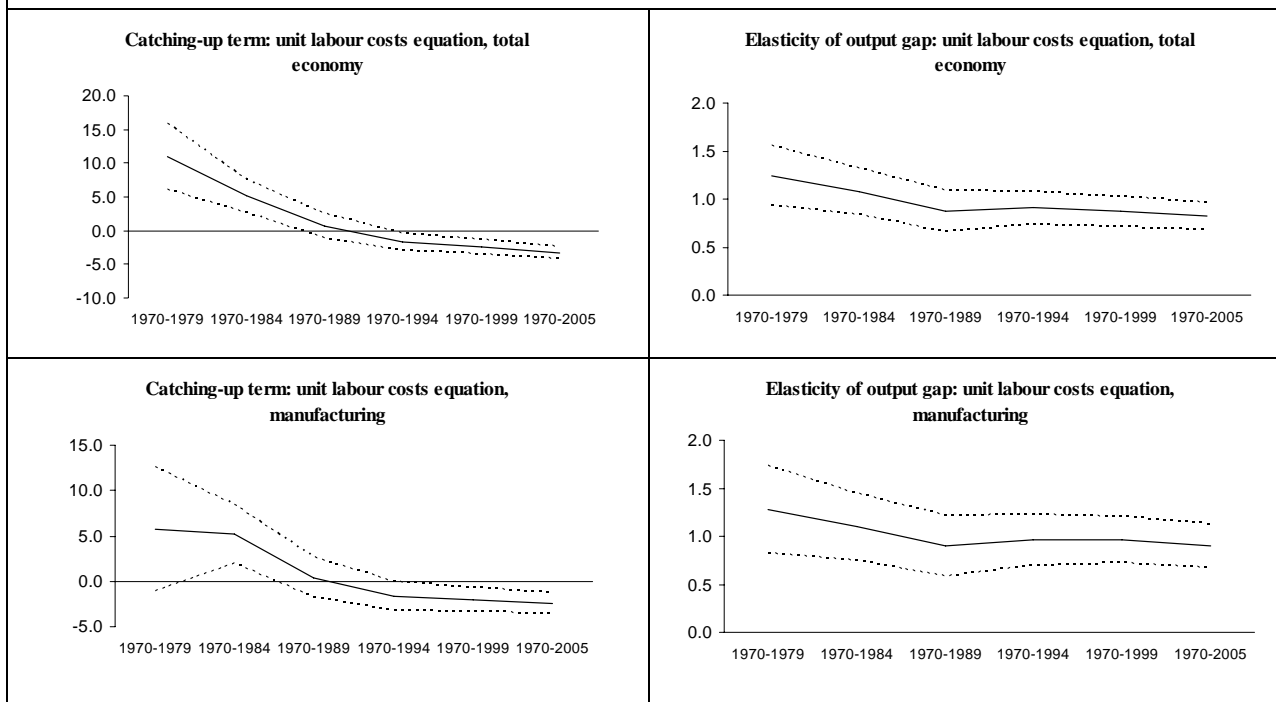 Catching-up term: unit labour costs equation, total
economy
20.0
15.0
10.0
5.0
0.0
-5.0
-10.0
1970-1979 1970-1984 1970-1989 1970-1994 1970-1999 1970-2005
Elasticity of output gap: unit labour costs equation, total
economy
2.0
1.5
1.0
0.5
0.0
1970-1979 1970-1984 1970-1989 1970-1994 1970-1999 1970-2005
Catching-up term: unit labour costs equation,
manufacturing
15.0
10.0
5.0
0.0
-5.0
1970-1979 1970-1984 1970-1989 1970-1994 1970-1999 1970-2005
Elasticity of output gap: unit labour costs equation,
manufacturing
2.0
1.5
1.0
0.5
0.0
1970-1979 1970-1984 1970-1989 1970-1994 1970-1999 1970-2005